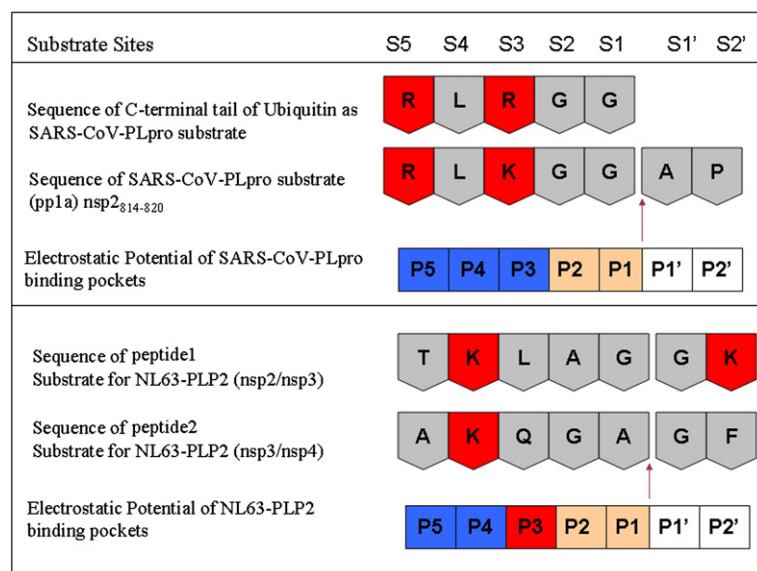 Substrate Sites S5 S4 S3 S2 S1 S1' S2'
Sequence of C-terminal tail of Ubiquitin as
SARS-CoV-PLpro substrate
R L R G G
Sequence of SARS-CoV-PLpro substrate
(pp1a) nsp2814-820
R L K G G A P
Electrostatic Potential of SARS-CoV-PLpro
binding pockets
P5 P4 P3 P2 P1 P1' P2'
Sequence of peptide1
Substrate for NL63-PLP2 (nsp2/nsp3)
T K L A G G K
Sequence of peptide2
Substrate for NL63-PLP2 (nsp3/nsp4)
A K Q G A G F
Electrostatic Potential of NL63-PLP2
binding pockets
P5 P4 P3 P2 P1 P1' P2'